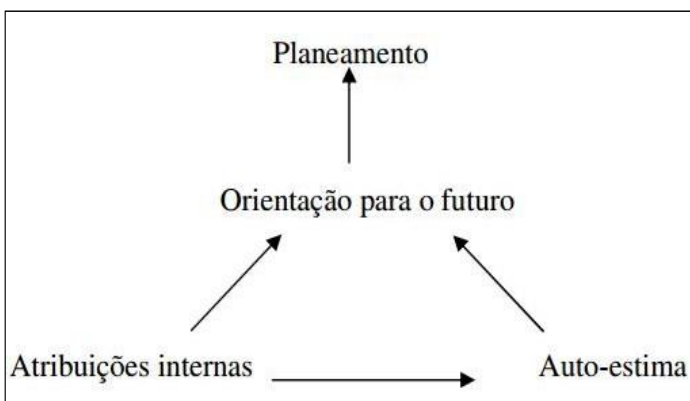 Planeamento
Orientação para o futuro
Atribuições internas
Auto-estima